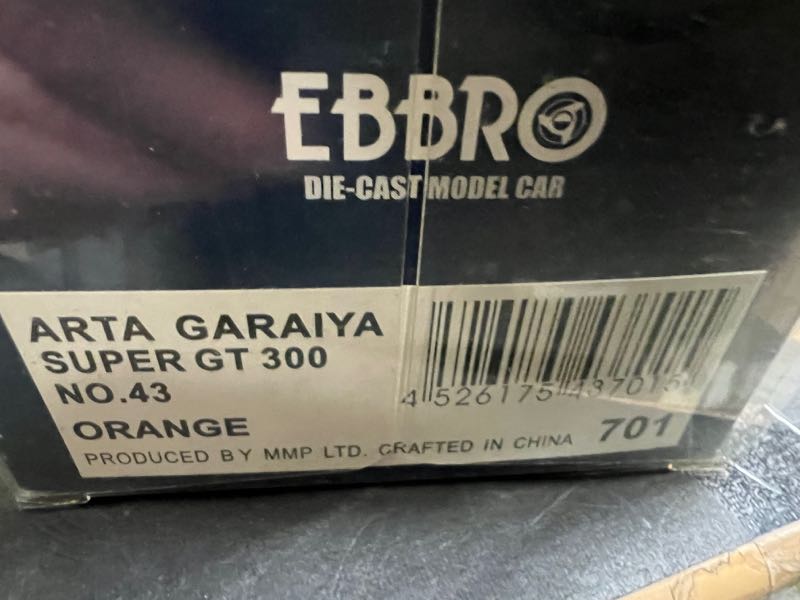 EBBRO
DIE-CAST MODEL CAR
ARTA GARAIYA
SUPER GT 300
NO.43
ORANGE
PRODUCED BY MMP LTD. CRAFTED IN CHINA
4 526175 437015
701